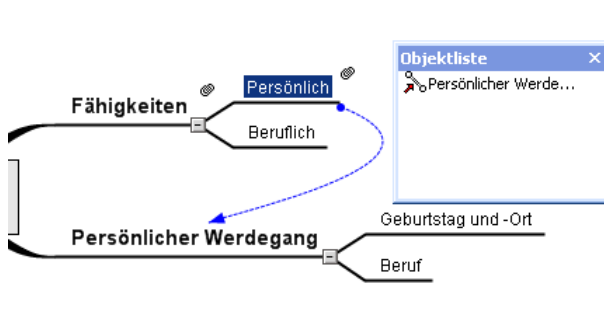 Objektliste
Persönlicher Werde...
Persönlich
Fähigkeiten
Beruflich
Geburtstag und -Ort
Persönlicher Werdegang
Beruf